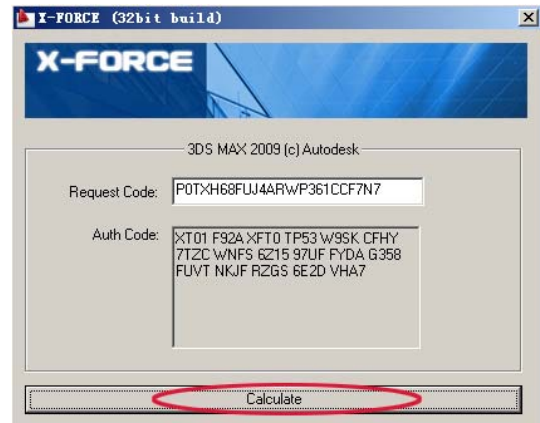 X-FORCE (32bit build)
X-FORCE
3DS MAX 2009 (c) Autodesk
Request Code: P0TXH68FUJ4ARWP361CCF7N7
Auth Code: XT01 F92A XFT0 TP53 W9SK CFHY
7TZC WNFS 6Z15 97UF FYDA G358
FUVT NKJF RZGS 6E2D VHA7
Calculate